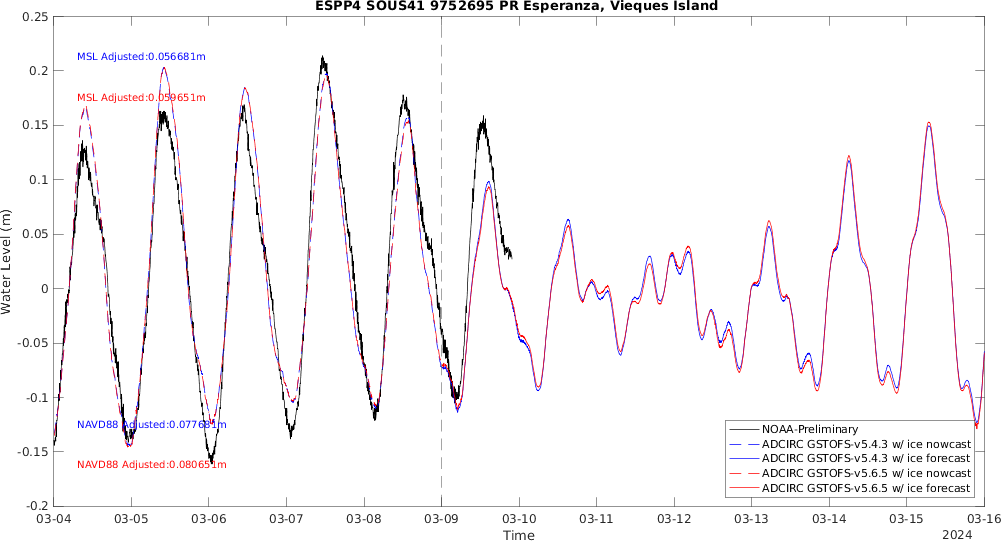 ESPP4 SOUS41 9752695 PR Esperanza, Vieques Island
0.25
0.2
0.15
0.1
0.05
0
-0.05
-0.1
-0.15
-0.2
Water Level (m)
MSL Adjusted:0.056681m
MSL Adjusted:0.059651m
NAVD88 Adjusted:0.077681m
NAVD88 Adjusted:0.080651m
NOAA-Preliminary
ADCIRC GSTOFS-v5.4.3 w/ ice nowcast
ADCIRC GSTOFS-v5.4.3 w/ ice forecast
ADCIRC GSTOFS-v5.6.5 w/ ice nowcast
ADCIRC GSTOFS-v5.6.5 w/ ice forecast
03-04 03-05 03-06 03-07 03-08 03-09 03-10 03-11 03-12 03-13 03-14 03-15 03-16
Time
2024